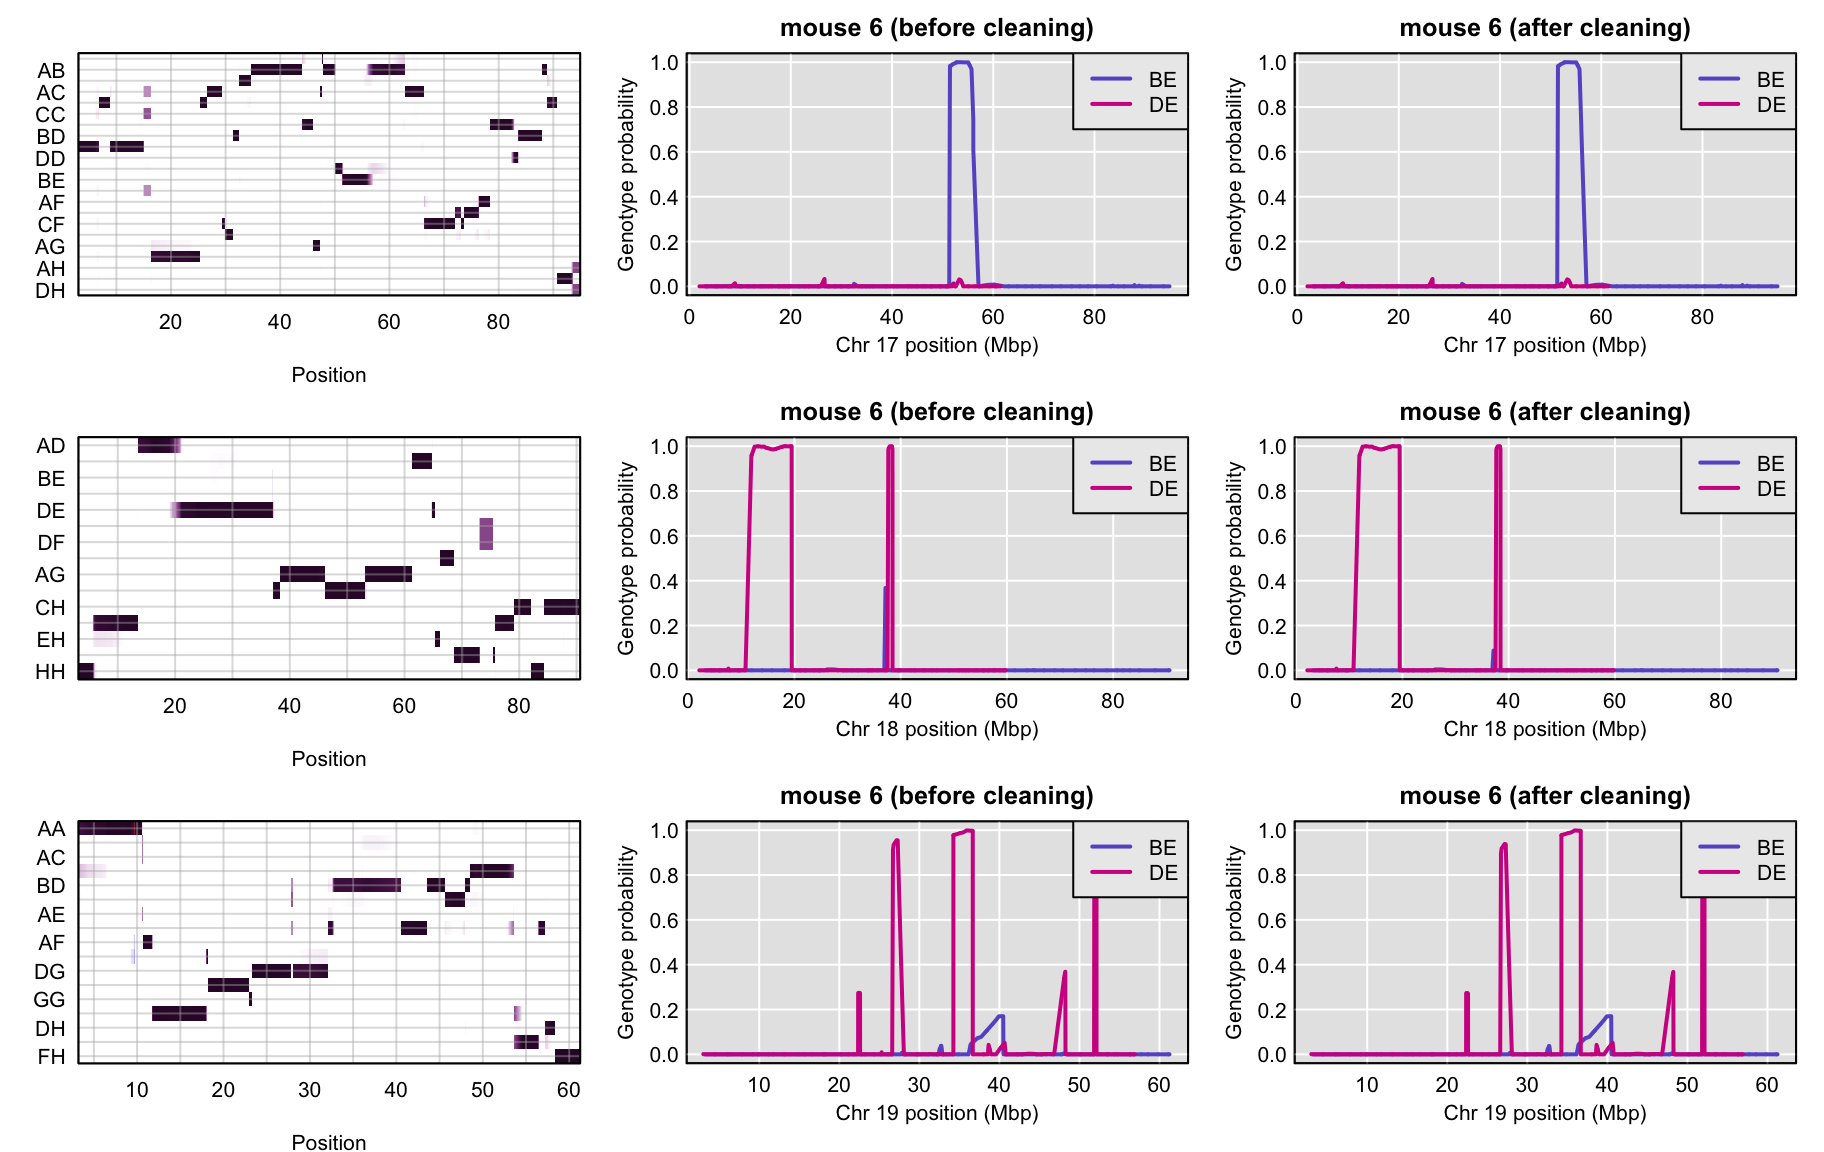 AB
AC
CC
BD
DD
BE
AF
CF
AG
AH
DH
20 40 60 80
Position
mouse 6 (before cleaning)
Genotype probability
1.0
0.8
0.6
0.4
0.2
0.0
BE
DE
0 20 40 60 80
Chr 17 position (Mbp)
mouse 6 (after cleaning)
Genotype probability
1.0
0.8
0.6
0.4
0.2
0.0
BE
DE
0 20 40 60 80
Chr 17 position (Mbp)
AD
BE
DE
DF
AG
CH
EH
HH
20 40 60 80
Position
mouse 6 (before cleaning)
Genotype probability
1.0
0.8
0.6
0.4
0.2
0.0
BE
DE
0 20 40 60 80
Chr 18 position (Mbp)
mouse 6 (after cleaning)
Genotype probability
1.0
0.8
0.6
0.4
0.2
0.0
BE
DE
0 20 40 60 80
Chr 18 position (Mbp)
AA
AC
BD
AE
AF
DG
GG
DH
FH
10 20 30 40 50 60
Position
mouse 6 (before cleaning)
Genotype probability
1.0
0.8
0.6
0.4
0.2
0.0
BE
DE
10 20 30 40 50 60
Chr 19 position (Mbp)
mouse 6 (after cleaning)
Genotype probability
1.0
0.8
0.6
0.4
0.2
0.0
BE
DE
10 20 30 40 50 60
Chr 19 position (Mbp)